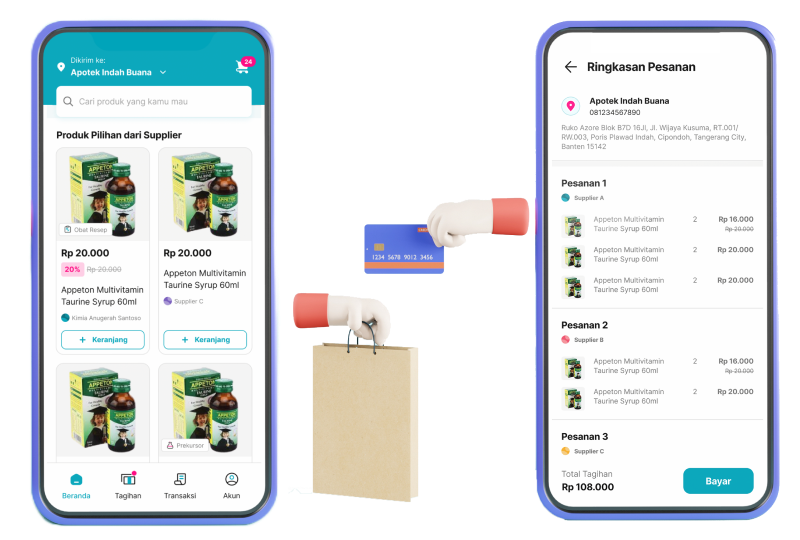 Dikirim ke:
Apotek Indah Buana
24
Cari produk yang kamu mau
Produk Pilihan dari Supplier
APPETON
TAURINE
Obat Resep
Rp 20.000
20% Rp 20.000
Appeton Multivitamin
Taurine Syrup 60ml
Kimia Anugerah Santoso
+ Keranjang
APPETON
TAURINE
Rp 20.000
Appeton Multivitamin
Taurine Syrup 60ml
Supplier C
+ Keranjang
APPETON
APPETON
Prekursor
Beranda
Tagihan
Transaksi
Akun
1234 5678 9012 3456
Ringkasan Pesanan
Apotek Indah Buana
081234567890
Ruko Azore Blok B7D 16JI, Jl. Wijaya Kusuma, RT.001/
RW.003, Poris Plawad Indah, Cipondoh, Tangerang City,
Banten 15142
Pesanan 1
Supplier A
Appeton Multivitamin 2 Rp 16.000
Taurine Syrup 60ml Rp 20.000
Appeton Multivitamin 2 Rp 20.000
Taurine Syrup 60ml
Appeton Multivitamin 2 Rp 20.000
Taurine Syrup 60ml
Pesanan 2
Supplier B
Appeton Multivitamin 2 Rp 16.000
Taurine Syrup 60ml Rp 20.000
Appeton Multivitamin 2 Rp 20.000
Taurine Syrup 60ml
Pesanan 3
Supplier C
Total Tagihan
Rp 108.000
Bayar